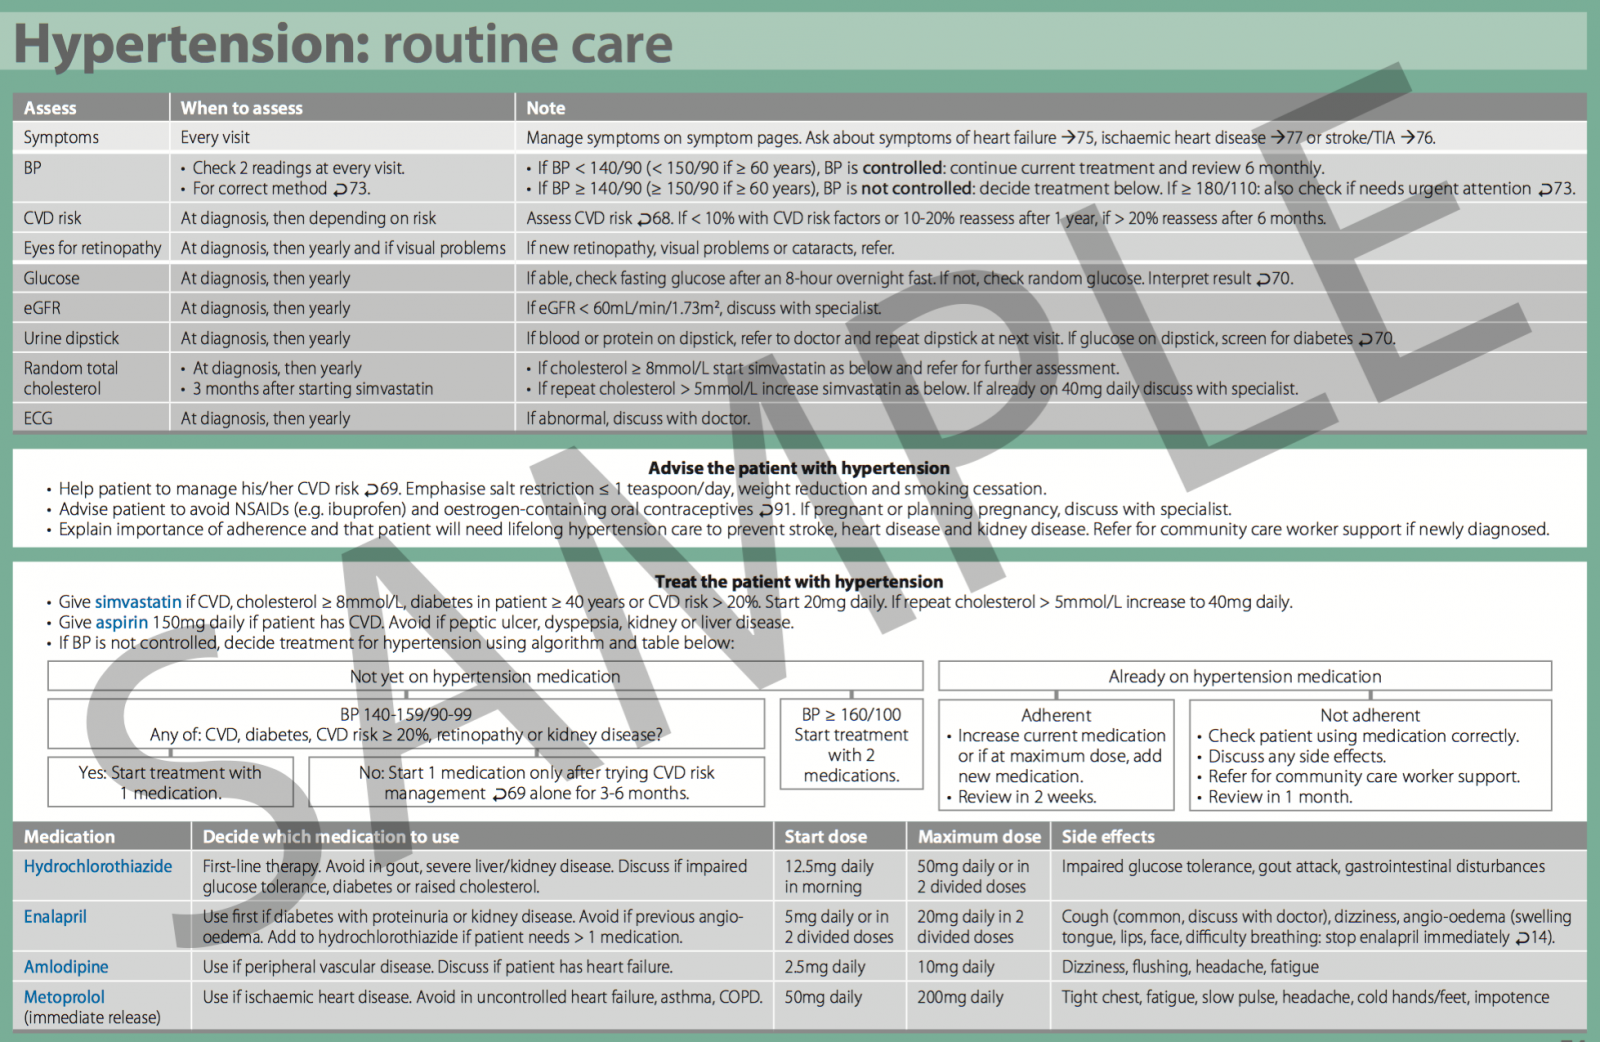 Hypertension: routine care
Assess When to assess Note
Symptoms Every visit Manage symptoms on symptom pages. Ask about symptoms of heart failure →75, ischaemic heart disease →77 or stroke/TIA →76.
BP
• Check 2 readings at every visit.
• For correct method ⊃73.
• If BP < 140/90 (< 150/90 if ≥ 60 years), BP is controlled: continue current treatment and review 6 monthly.
• If BP ≥ 140/90 (≥ 150/90 if ≥ 60 years), BP is not controlled: decide treatment below. If ≥ 180/110: also check if needs urgent attention ⊃73.
CVD risk At diagnosis, then depending on risk Assess CVD risk ⊃68. If < 10% with CVD risk factors or 10-20% reassess after 1 year, if > 20% reassess after 6 months.
Eyes for retinopathy At diagnosis, then yearly and if visual problems If new retinopathy, visual problems or cataracts, refer.
Glucose At diagnosis, then yearly If able, check fasting glucose after an 8-hour overnight fast. If not, check random glucose. Interpret result ⊃70.
eGFR At diagnosis, then yearly If eGFR < 60mL/min/1.73m², discuss with specialist.
Urine dipstick At diagnosis, then yearly If blood or protein on dipstick, refer to doctor and repeat dipstick at next visit. If glucose on dipstick, screen for diabetes ⊃70.
Random total
cholesterol
• At diagnosis, then yearly
• 3 months after starting simvastatin
• If cholesterol ≥ 8mmol/L start simvastatin as below and refer for further assessment.
• If repeat cholesterol > 5mmol/L increase simvastatin as below. If already on 40mg daily discuss with specialist.
ECG At diagnosis, then yearly If abnormal, discuss with doctor.
Advise the patient with hypertension
• Help patient to manage his/her CVD risk ⊃69. Emphasise salt restriction ≤ 1 teaspoon/day, weight reduction and smoking cessation.
• Advise patient to avoid NSAIDs (e.g. ibuprofen) and oestrogen-containing oral contraceptives ⊃91. If pregnant or planning pregnancy, discuss with specialist.
• Explain importance of adherence and that patient will need lifelong hypertension care to prevent stroke, heart disease and kidney disease. Refer for community care worker support if newly diagnosed.
Treat the patient with hypertension
• Give simvastatin if CVD, cholesterol ≥ 8mmol/L, diabetes in patient ≥ 40 years or CVD risk > 20%. Start 20mg daily. If repeat cholesterol > 5mmol/L increase to 40mg daily.
• Give aspirin 150mg daily if patient has CVD. Avoid if peptic ulcer, dyspepsia, kidney or liver disease.
• If BP is not controlled, decide treatment for hypertension using algorithm and table below:
Not yet on hypertension medication
BP 140-159/90-99
Any of: CVD, diabetes, CVD risk ≥ 20%, retinopathy or kidney disease?
Yes: Start treatment with
1 medication.
No: Start 1 medication only after trying CVD risk
management ⊃69 alone for 3-6 months.
BP ≥ 160/100
Start treatment
with 2
medications.
Already on hypertension medication
Adherent
• Increase current medication
or if at maximum dose, add
new medication.
• Review in 2 weeks.
Not adherent
• Check patient using medication correctly.
• Discuss any side effects.
• Refer for community care worker support.
• Review in 1 month.
Medication Decide which medication to use Start dose Maximum dose Side effects
Hydrochlorothiazide
First-line therapy. Avoid in gout, severe liver/kidney disease. Discuss if impaired
glucose tolerance, diabetes or raised cholesterol.
12.5mg daily
in morning
50mg daily or in
2 divided doses
Impaired glucose tolerance, gout attack, gastrointestinal disturbances
Enalapril
Use first if diabetes with proteinuria or kidney disease. Avoid if previous angio-
oedema. Add to hydrochlorothiazide if patient needs > 1 medication.
5mg daily or in
2 divided doses
20mg daily in 2
divided doses
Cough (common, discuss with doctor), dizziness, angio-oedema (swelling
tongue, lips, face, difficulty breathing: stop enalapril immediately ⊃14).
Amlodipine Use if peripheral vascular disease. Discuss if patient has heart failure. 2.5mg daily 10mg daily Dizziness, flushing, headache, fatigue
Metoprolol
(immediate release)
Use if ischaemic heart disease. Avoid in uncontrolled heart failure, asthma, COPD. 50mg daily 200mg daily Tight chest, fatigue, slow pulse, headache, cold hands/feet, impotence
SAMPLE